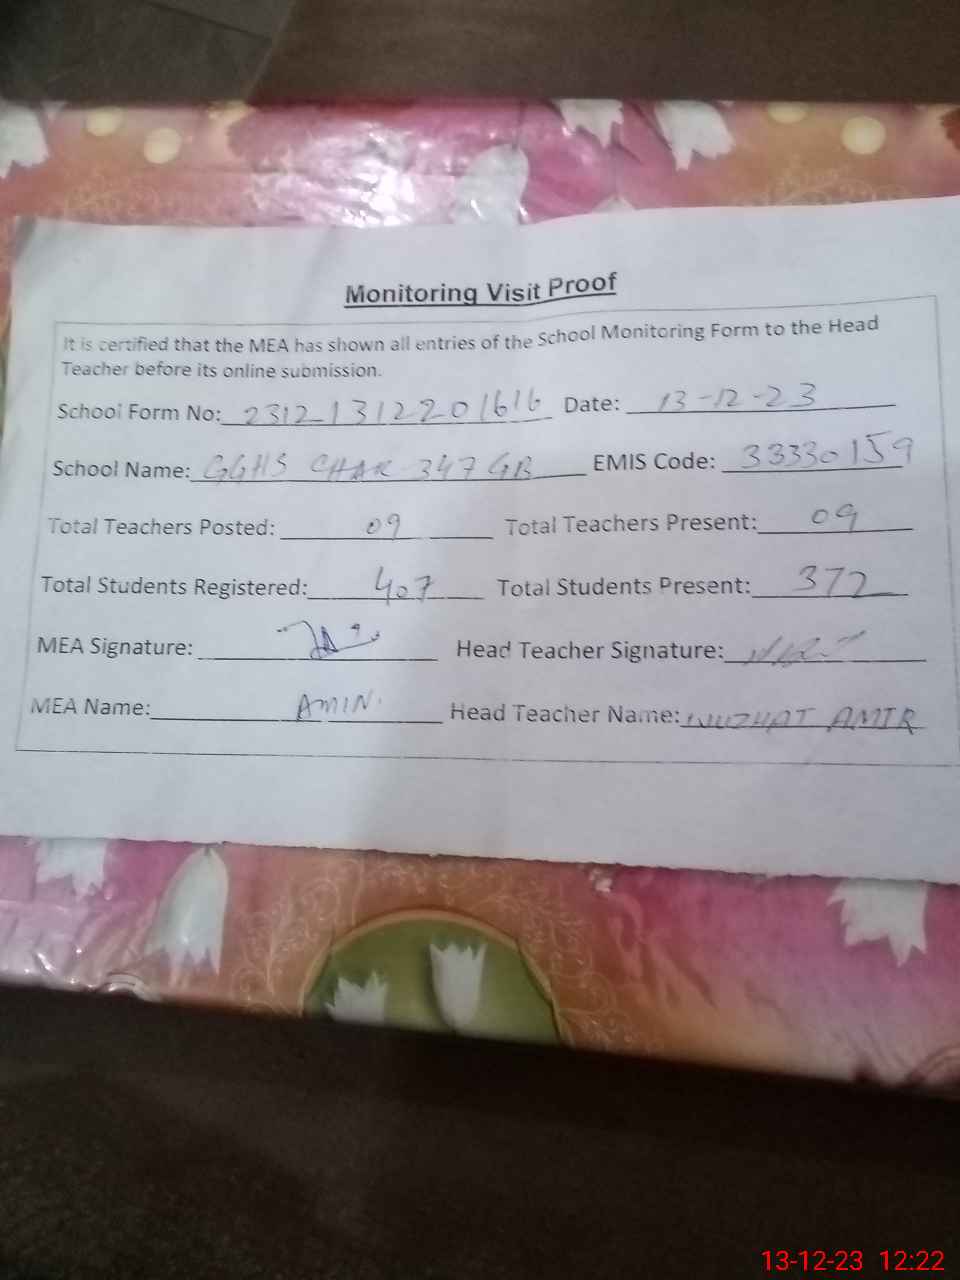 Monitoring Visit Proof
It is certified that the MEA has shown all entries of the School Monitoring Form to the Head
Teacher before its online submission.
School Form No: 2312-1312201616 Date: 13-12-23
School Name: GGHS CHAK 347 GB EMIS Code: 33330159
Total Teachers Posted: 09 Total Teachers Present: 09
Total Students Registered: 407 Total Students Present: 372
MEA Signature: Head Teacher Signature:
MEA Name: AMIN. Head Teacher Name: NUZHAT AMIR
13-12-23 12:22